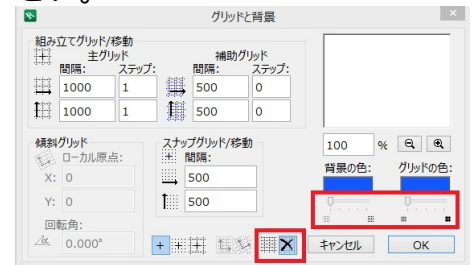 グリッドと背景
組み立てグリッド/移動
主グリッド 補助グリッド
間隔: ステップ: 間隔: ステップ:
1000 1 500 0
1000 1 500 0
傾斜グリッド スナップグリッド/移動
ローカル原点: 間隔:
X: 0 500
Y: 0 500
回転角:
0.000°
100 %
背景の色: グリッドの色:
キャンセル OK